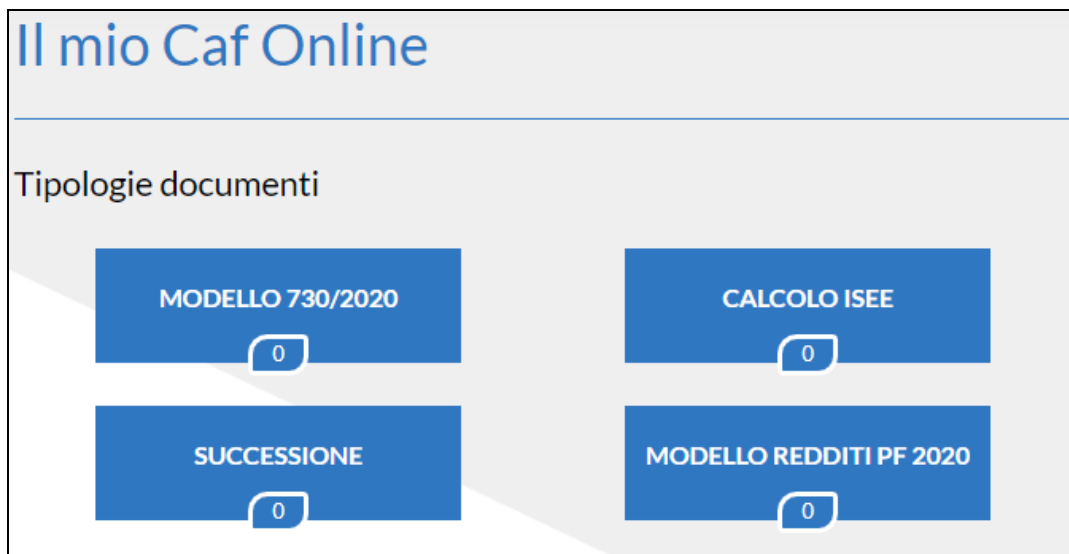 Il mio Caf Online
Tipologie documenti
MODELLO 730/2020
0
CALCOLO ISEE
0
SUCCESSIONE
0
MODELLO REDDITI PF 2020
0